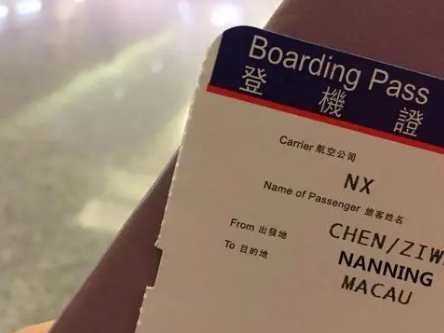 Boarding Pass
登機證
Carrier 航空公司
NX
Name of Passenger 旅客姓名
CHEN/ZIW
From 出發地 NANNING
To 目的地 MACAU